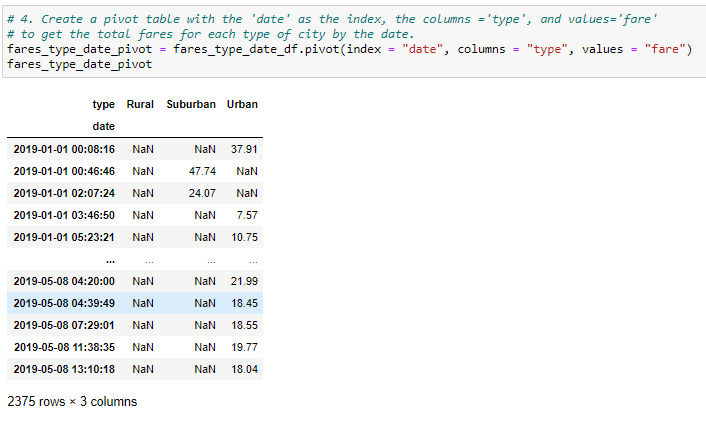 # 4. Create a pivot table with the 'date' as the index, the columns ='type', and values='fare'
# to get the total fares for each type of city by the date.
fares_type_date_pivot = fares_type_date_df.pivot(index = "date", columns = "type", values = "fare")
fares_type_date_pivot
type Rural Suburban Urban
date
2019-01-01 00:08:16 NaN NaN 37.91
2019-01-01 00:46:46 NaN 47.74 NaN
2019-01-01 02:07:24 NaN 24.07 NaN
2019-01-01 03:46:50 NaN NaN 7.57
2019-01-01 05:23:21 NaN NaN 10.75
... ... ... ...
2019-05-08 04:20:00 NaN NaN 21.99
2019-05-08 04:39:49 NaN NaN 18.45
2019-05-08 07:29:01 NaN NaN 18.55
2019-05-08 11:38:35 NaN NaN 19.77
2019-05-08 13:10:18 NaN NaN 18.04
2375 rows × 3 columns